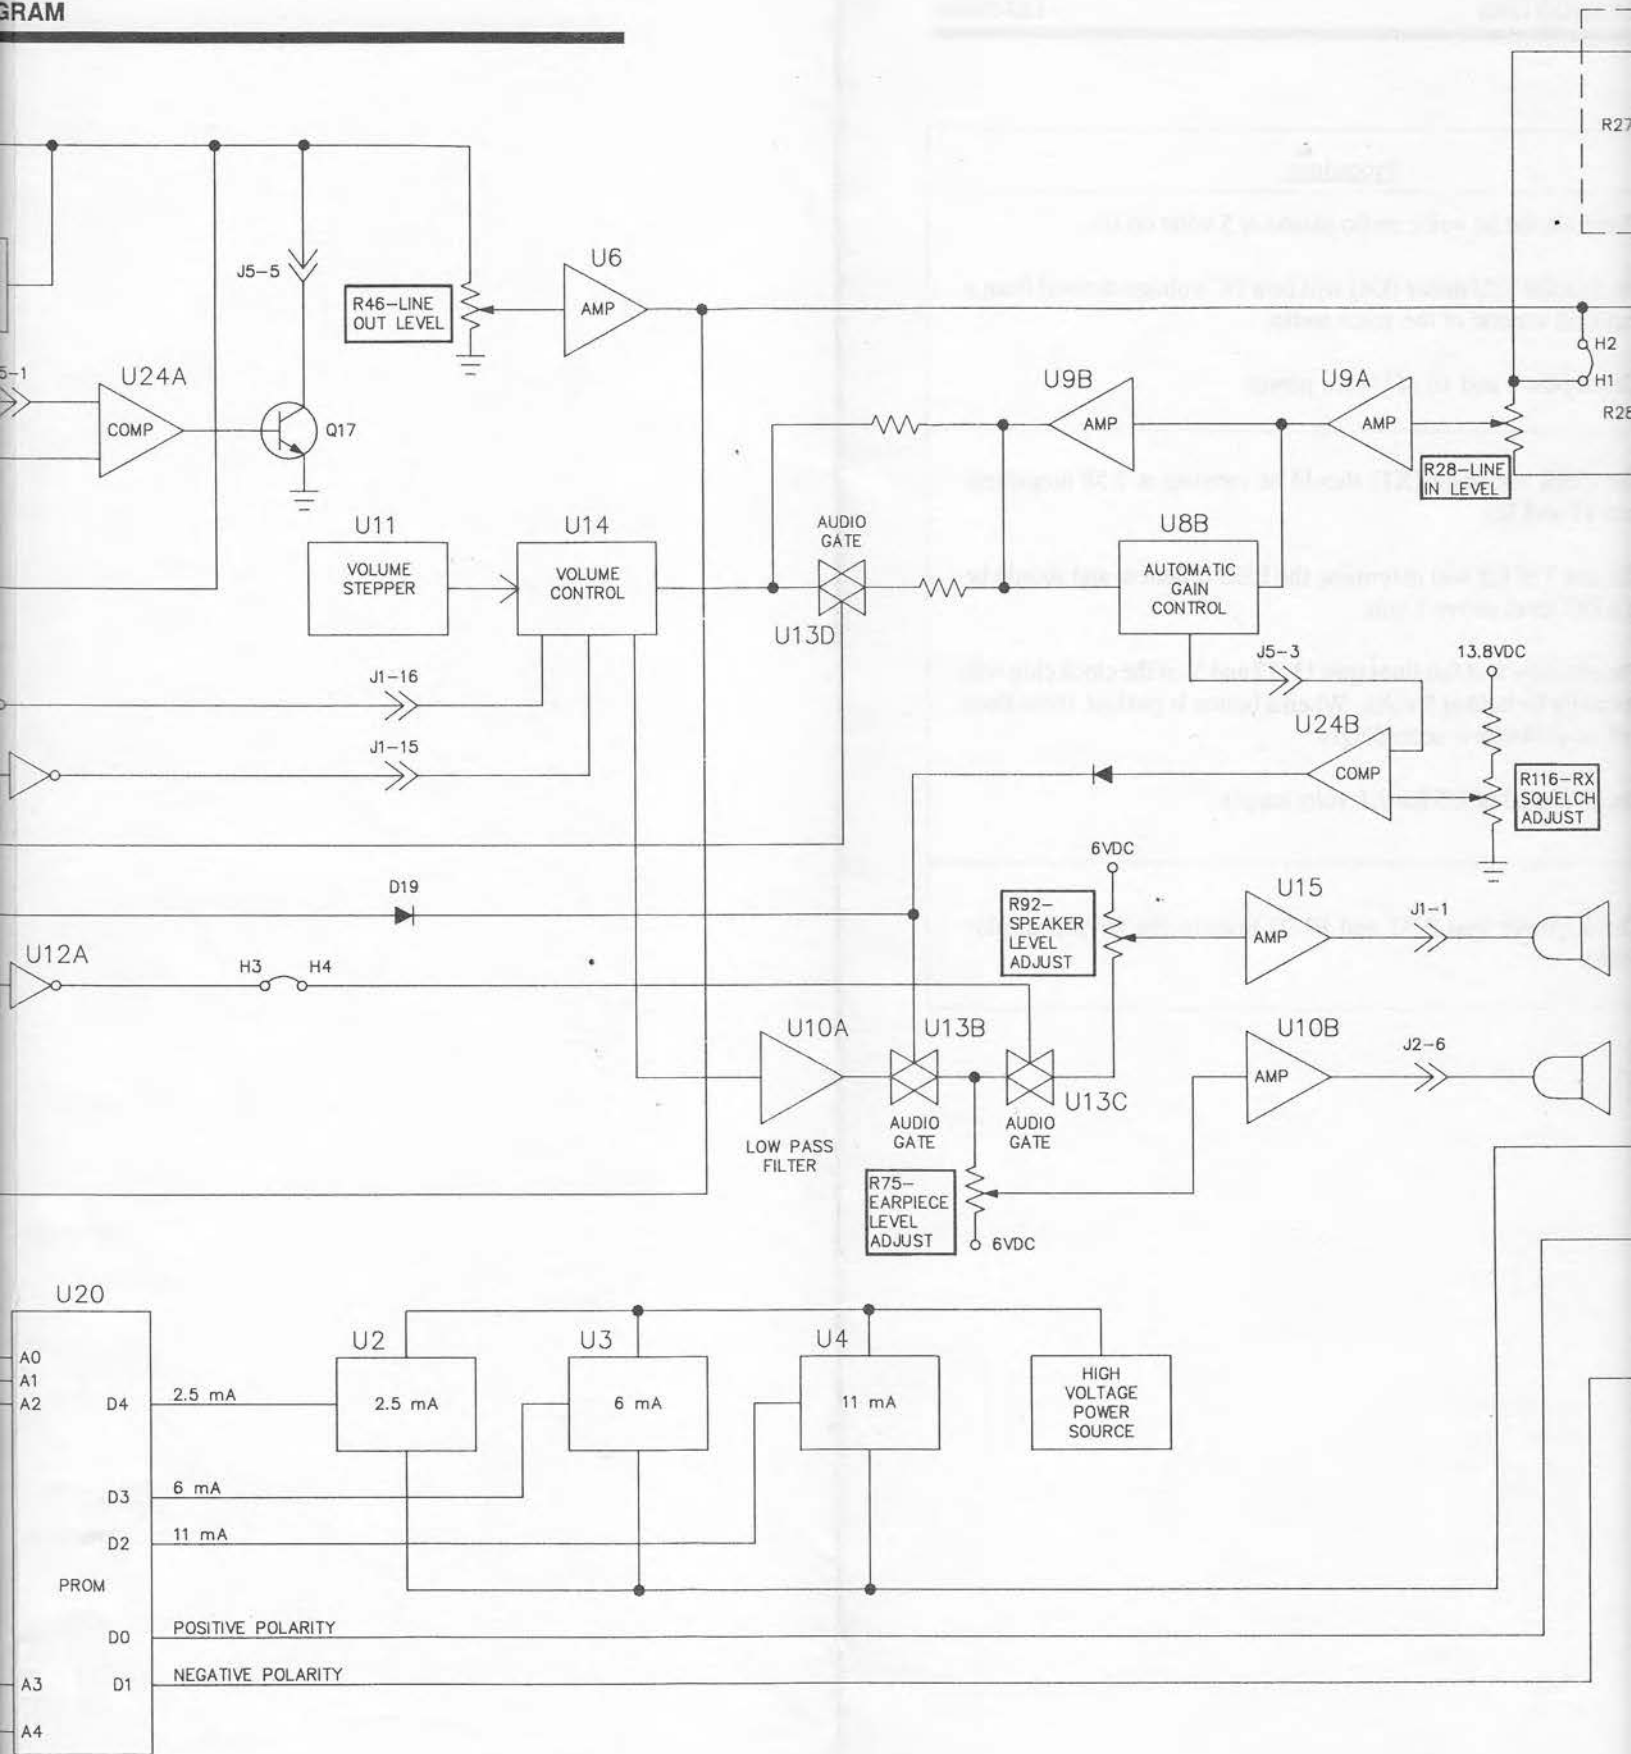 GRAM
R27
J5-5
R46-LINE
OUT LEVEL
U6
AMP
H2
H1
R28
5-1
U24A
COMP
Q17
U9B
AMP
U9A
AMP
R28-LINE
IN LEVEL
U11
VOLUME
STEPPER
U14
VOLUME
CONTROL
AUDIO
GATE
U13D
U8B
AUTOMATIC
GAIN
CONTROL
J5-3
13.8VDC
J1-16
J1-15
U24B
COMP
R116-RX
SQUELCH
ADJUST
6VDC
D19
R92-
SPEAKER
LEVEL
ADJUST
U15
AMP
J1-1
U12A
H3
H4
U10A
LOW PASS
FILTER
U13B
AUDIO
GATE
U13C
AUDIO
GATE
U10B
AMP
J2-6
R75-
EARPIECE
LEVEL
ADJUST
6VDC
U20
A0
A1
A2
D4
2.5 mA
U2
2.5 mA
U3
6 mA
U4
11 mA
HIGH
VOLTAGE
POWER
SOURCE
D3
6 mA
D2
11 mA
PROM
D0
POSITIVE POLARITY
A3
D1
NEGATIVE POLARITY
A4